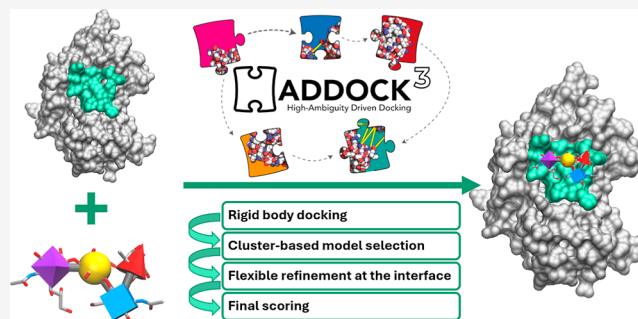 HADDOCK3
High-Ambiguity Driven Docking
+
Rigid body docking
Cluster-based model selection
Flexible refinement at the interface
Final scoring